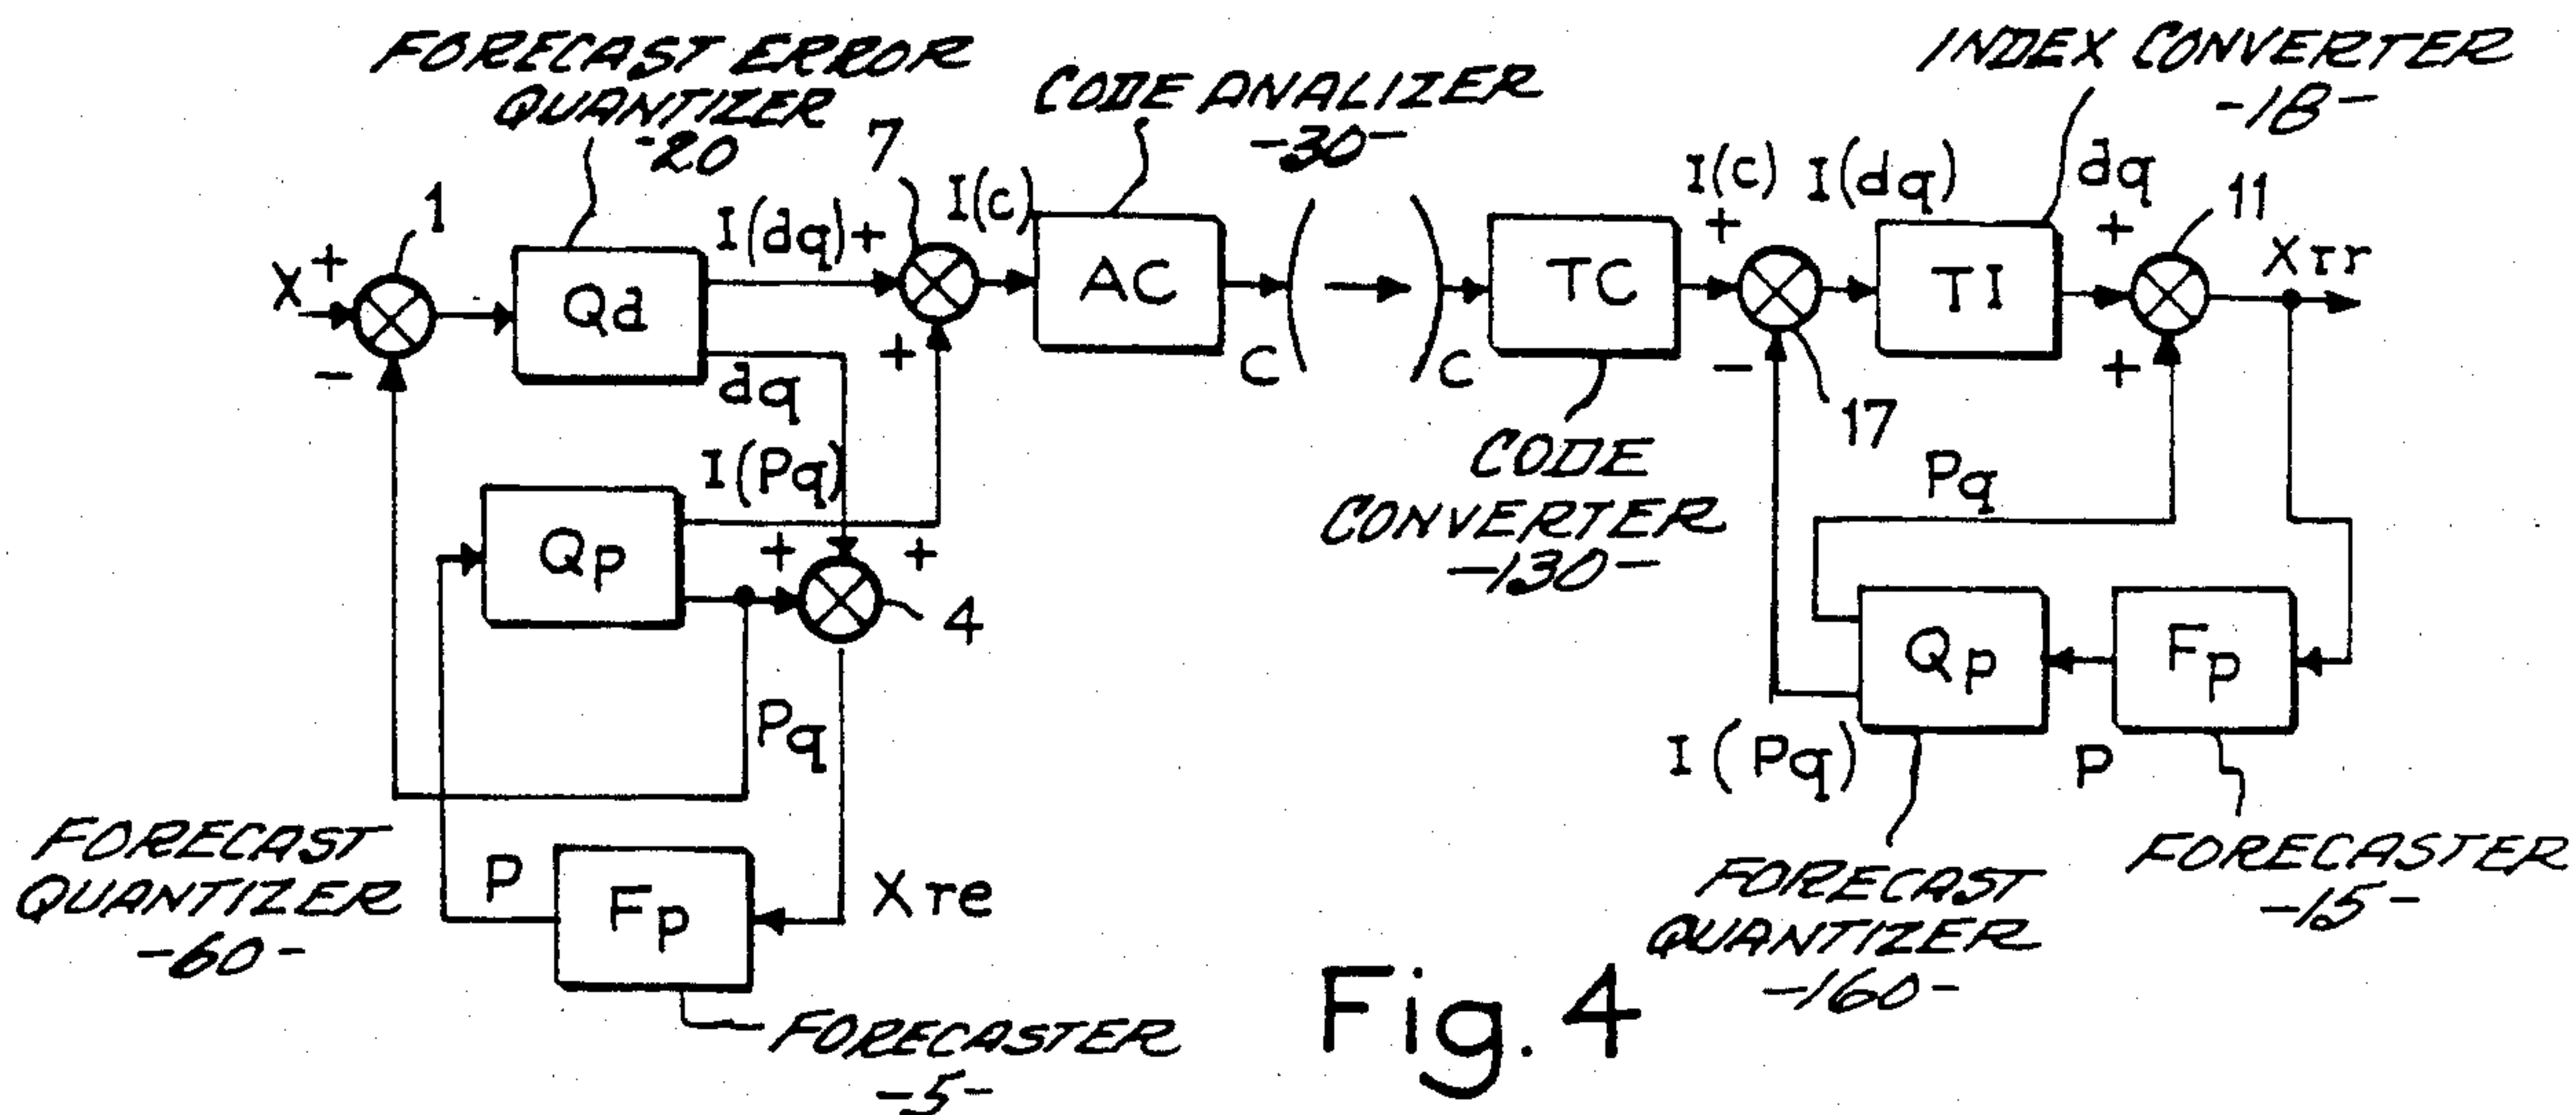 FORECAST ERROR
QUANTIZER
-20
7
CODE ANALIZER
-30-
INDEX CONVERTER
-18-
1
X
+
-
Qd
I(dq)
+
dq
I(c)
+
AC
C
C
TC
I(c)
+
-
17
I(dq)
TI
dq
+
+
11
Xrr
CODE
CONVERTER
-130-
I(Pq)
Qp
+
+
4
Pq
Xre
P
Fp
FORECAST
QUANTIZER
-60-
FORECASTER
-5-
Pq
Qp
Fp
I(Pq)
P
FORECAST
QUANTIZER
-160-
FORECASTER
-15-
Fig. 4